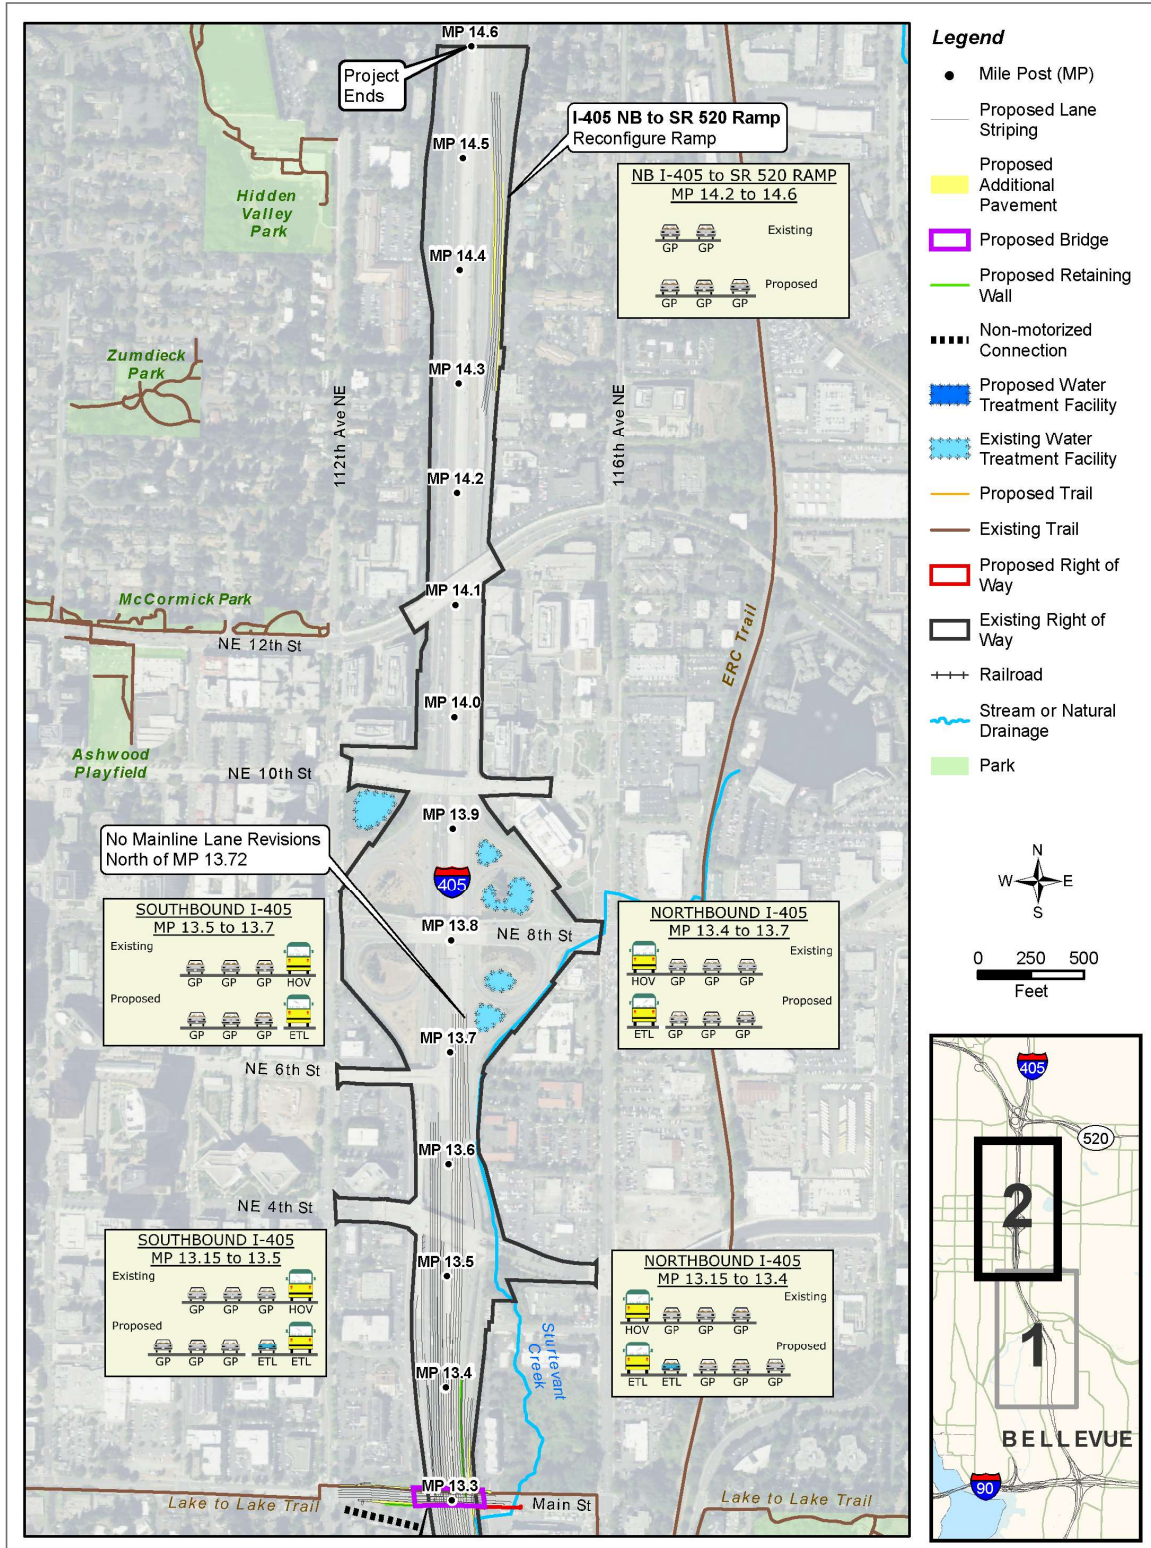 MP 14.6
Project
Ends
I-405 NB to SR 520 Ramp
Reconfigure Ramp
MP 14.5
NB I-405 to SR 520 RAMP
MP 14.2 to 14.6
Existing
GP GP
Proposed
GP GP GP
Hidden
Valley
Park
MP 14.4
Zumdieck
Park
MP 14.3
112th Ave NE
116th Ave NE
MP 14.2
MP 14.1
McCormick Park
NE 12th St
ERC Trail
MP 14.0
Ashwood
Playfield
NE 10th St
MP 13.9
No Mainline Lane Revisions
North of MP 13.72
405
SOUTHBOUND I-405
MP 13.5 to 13.7
Existing
GP GP GP HOV
Proposed
GP GP GP ETL
MP 13.8
NE 8th St
NORTHBOUND I-405
MP 13.4 to 13.7
Existing
HOV GP GP GP
Proposed
ETL GP GP GP
MP 13.7
NE 6th St
MP 13.6
NE 4th St
SOUTHBOUND I-405
MP 13.15 to 13.5
Existing
GP GP GP HOV
Proposed
GP GP GP ETL ETL
MP 13.5
NORTHBOUND I-405
MP 13.15 to 13.4
Existing
HOV GP GP GP
Proposed
ETL ETL GP GP GP
Sturtevant
Creek
MP 13.4
MP 13.3
Lake to Lake Trail
Main St
Lake to Lake Trail
Legend
Mile Post (MP)
Proposed Lane
Striping
Proposed
Additional
Pavement
Proposed Bridge
Proposed Retaining
Wall
Non-motorized
Connection
Proposed Water
Treatment Facility
Existing Water
Treatment Facility
Proposed Trail
Existing Trail
Proposed Right of
Way
Existing Right of
Way
Railroad
Stream or Natural
Drainage
Park
N
W E
S
0 250 500
Feet
405
520
2
1
BELLEVUE
90